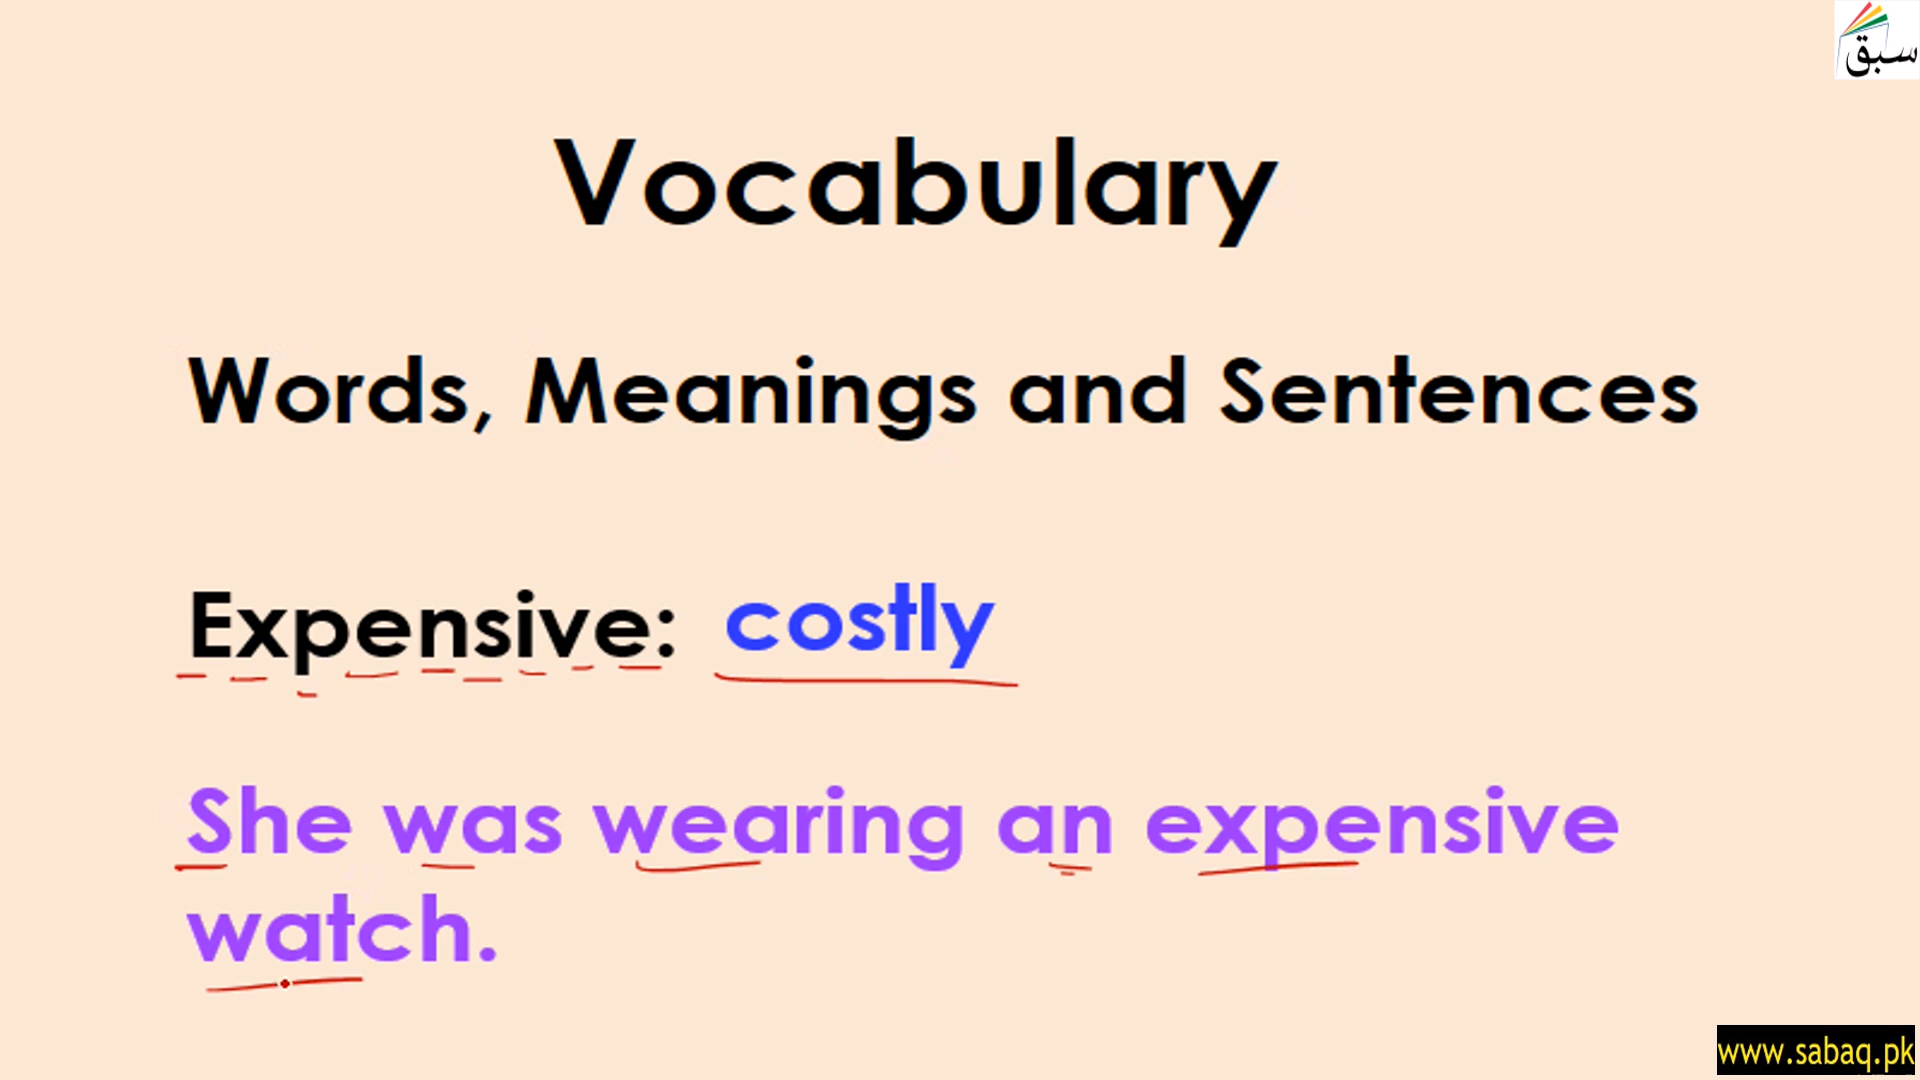 سبق
Vocabulary
Words, Meanings and Sentences
Expensive: costly
She was wearing an expensive
watch.
www.sabaq.pk